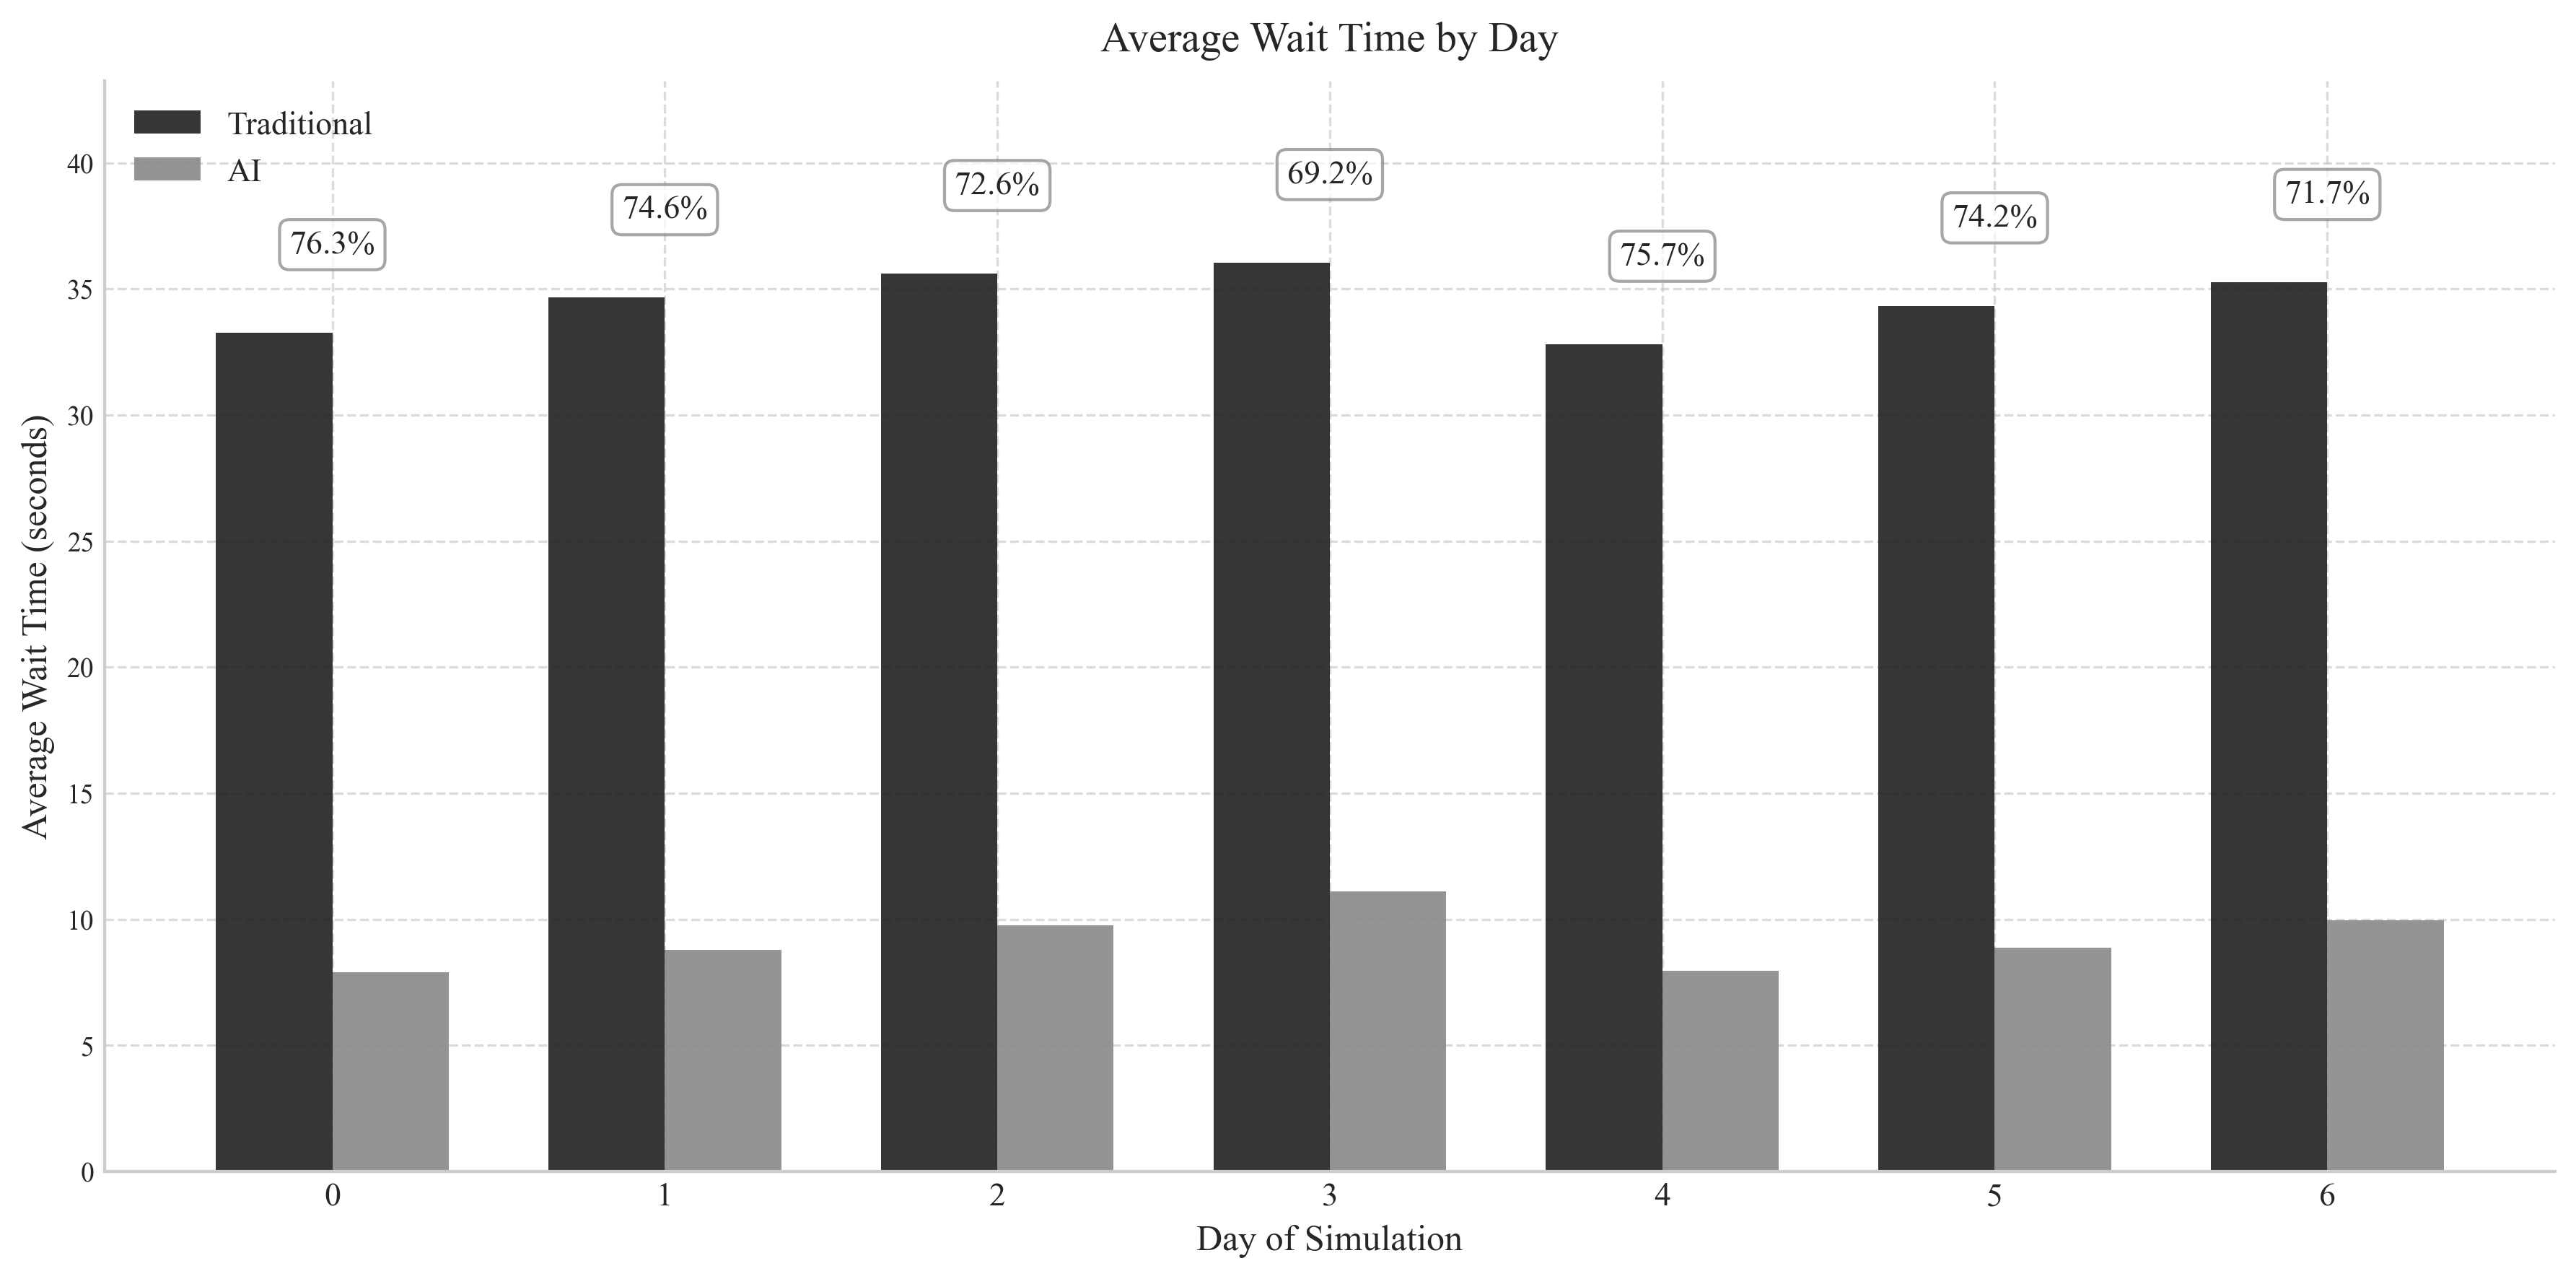 Average Wait Time by Day
Traditional
AI
76.3%
74.6%
72.6%
69.2%
75.7%
74.2%
71.7%
Average Wait Time (seconds)
40
35
30
25
20
15
10
5
0
0 1 2 3 4 5 6
Day of Simulation